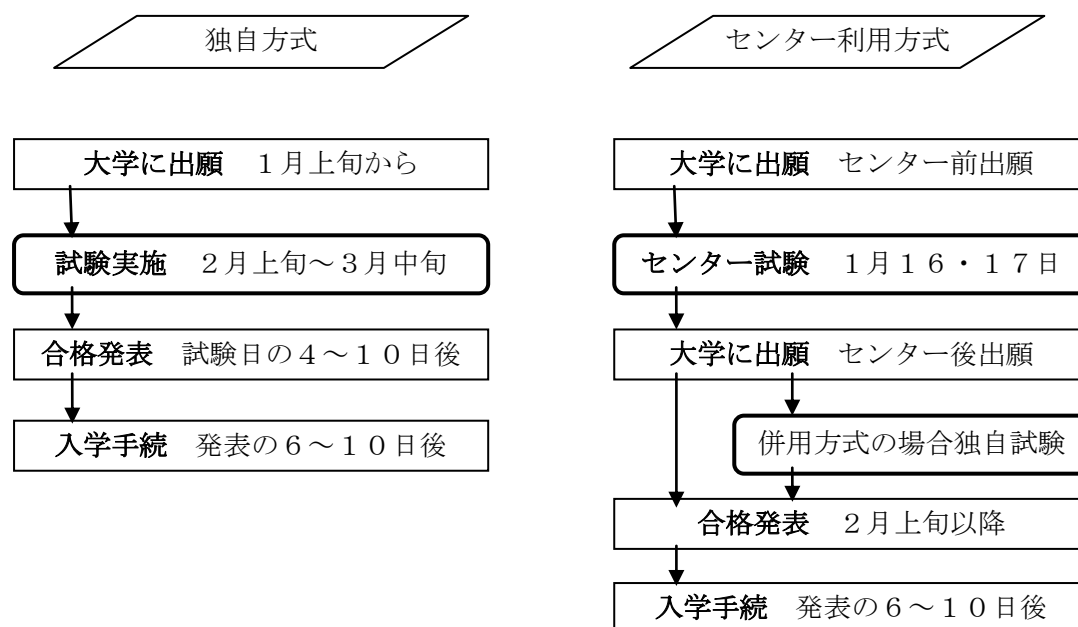 独自方式
大学に出願　１月上旬から
試験実施　２月上旬～３月中旬
合格発表　試験日の４～１０日後
入学手続　発表の６～１０日後
センター利用方式
大学に出願　センター前出願
センター試験　１月１６・１７日
大学に出願　センター後出願
併用方式の場合独自試験
合格発表　２月上旬以降
入学手続　発表の６～１０日後